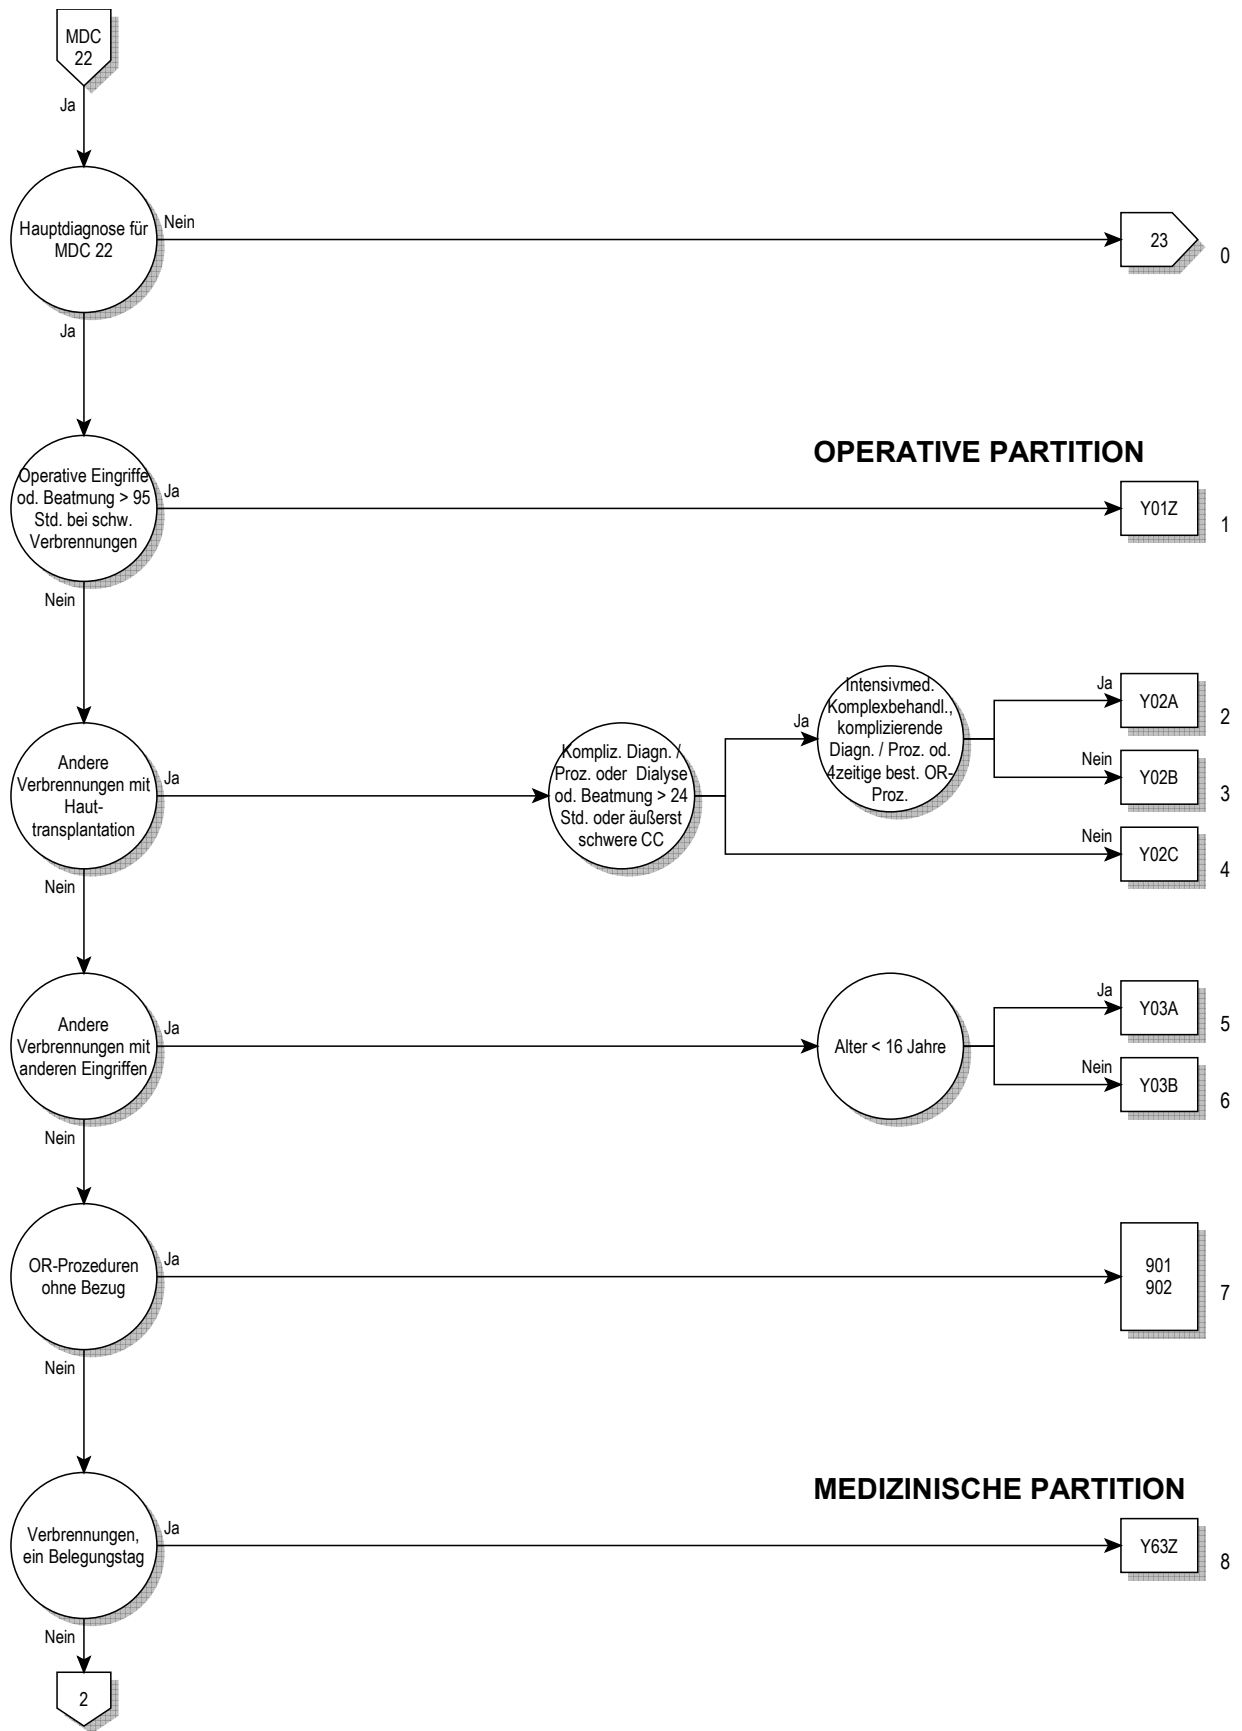 MDC
22
Ja
Hauptdiagnose für
MDC 22
Nein
23
0
Ja
OPERATIVE PARTITION
Operative Eingriffe
od. Beatmung > 95
Std. bei schw.
Verbrennungen
Ja
Y01Z
1
Nein
Andere
Verbrennungen mit
Haut-
transplantation
Ja
Kompliz. Diagn. /
Proz. oder Dialyse
od. Beatmung > 24
Std. oder äußerst
schwere CC
Ja
Intensivmed.
Komplexbehandl.,
komplizierende
Diagn. / Proz. od.
4zeitige best. OR-
Proz.
Ja
Y02A
2
Nein
Y02B
3
Nein
Y02C
4
Nein
Andere
Verbrennungen mit
anderen Eingriffen
Ja
Alter < 16 Jahre
Ja
Y03A
5
Nein
Y03B
6
Nein
OR-Prozeduren
ohne Bezug
Ja
901
902
7
Nein
MEDIZINISCHE PARTITION
Verbrennungen,
ein Belegungstag
Ja
Y63Z
8
Nein
2